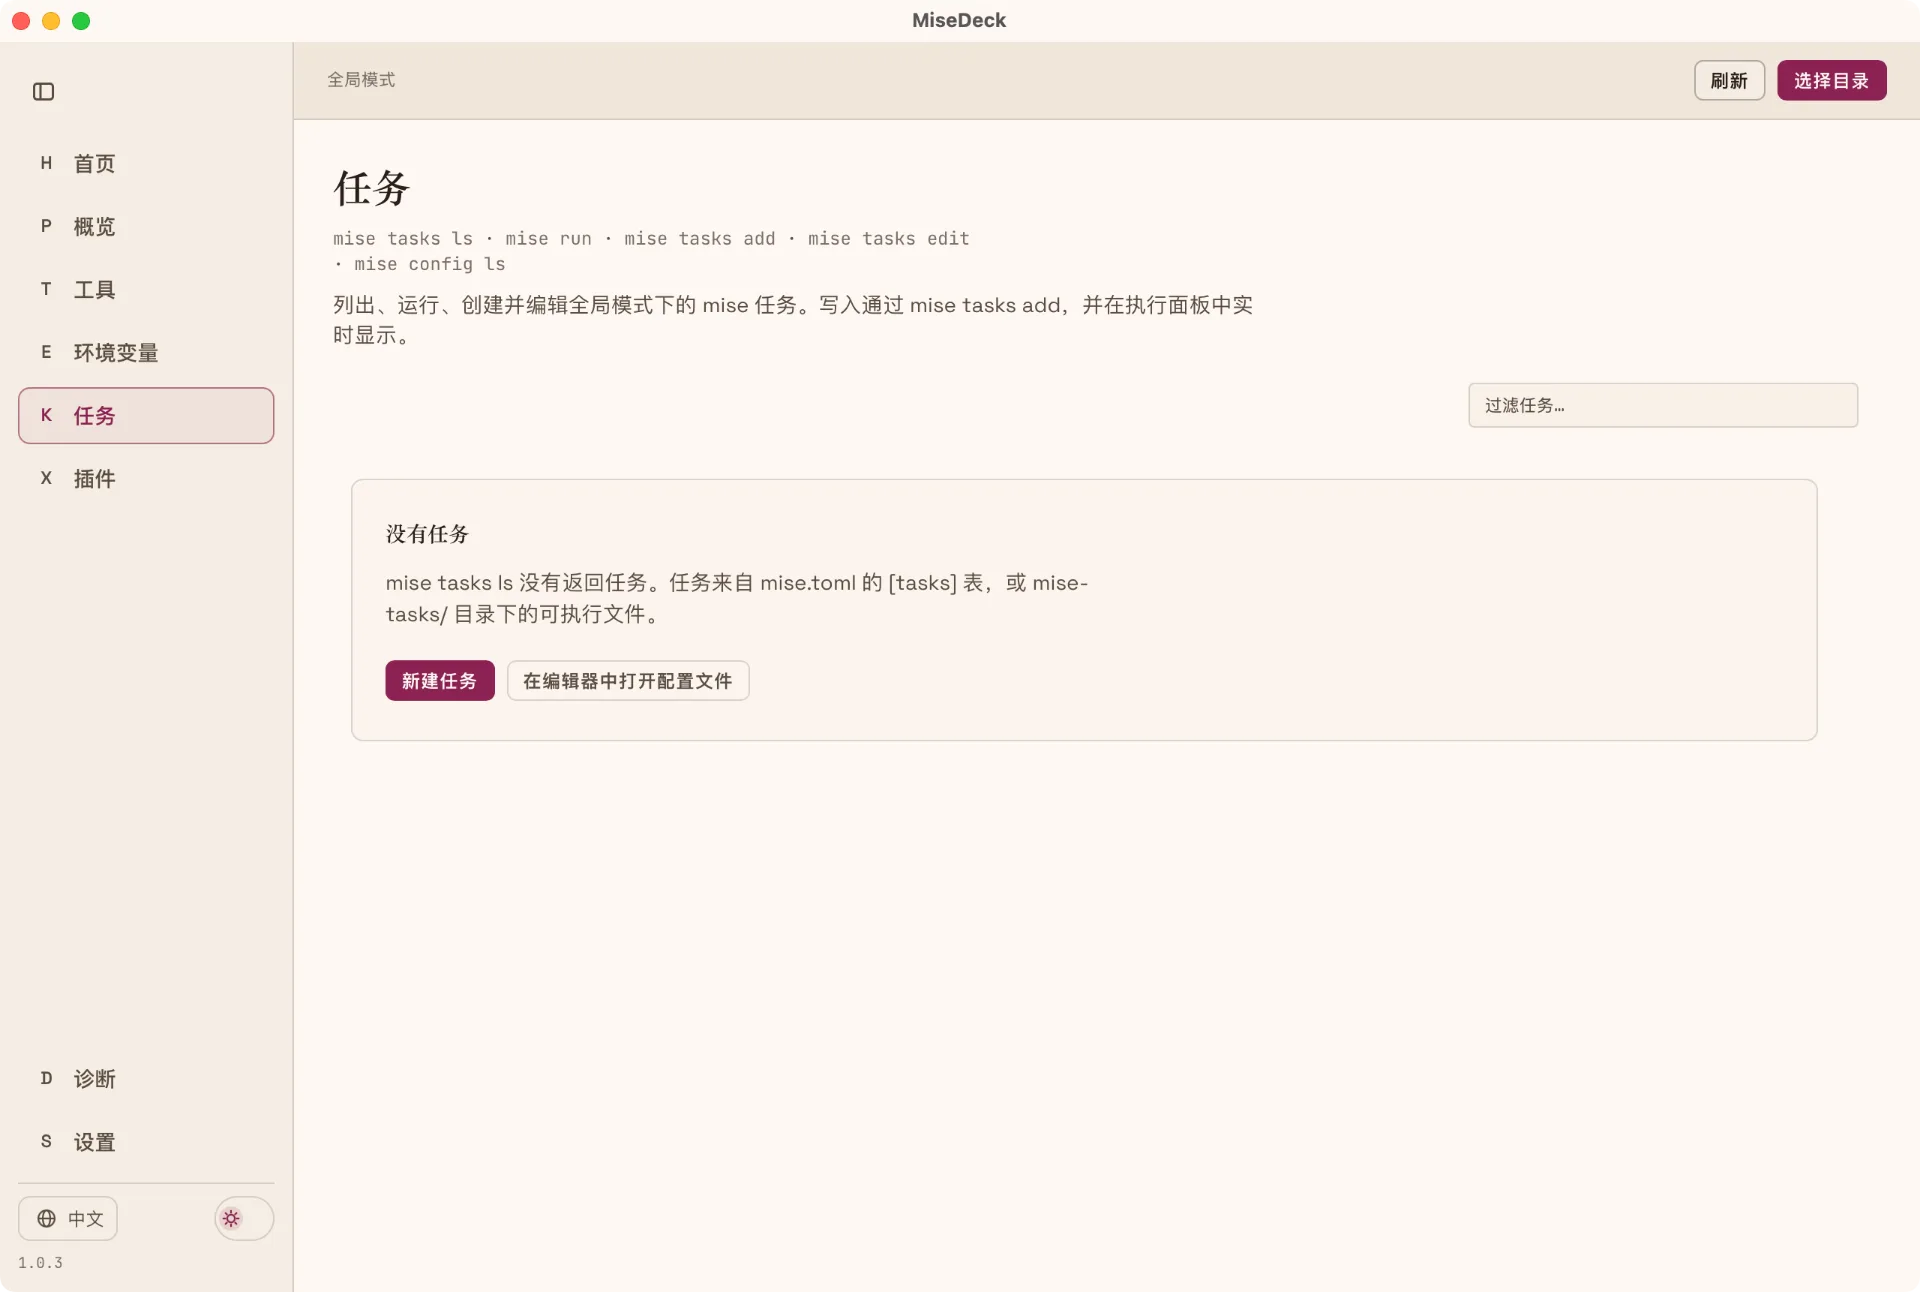 MiseDeck
全局模式
刷新
选择目录
H 首页
P 概览
T 工具
E 环境变量
K 任务
X 插件
任务
mise tasks ls · mise run · mise tasks add · mise tasks edit
· mise config ls
列出、运行、创建并编辑全局模式下的 mise 任务。写入通过 mise tasks add，并在执行面板中实
时显示。
过滤任务…
没有任务
mise tasks ls 没有返回任务。任务来自 mise.toml 的 [tasks] 表，或 mise-
tasks/ 目录下的可执行文件。
新建任务
在编辑器中打开配置文件
D 诊断
S 设置
中文
1.0.3